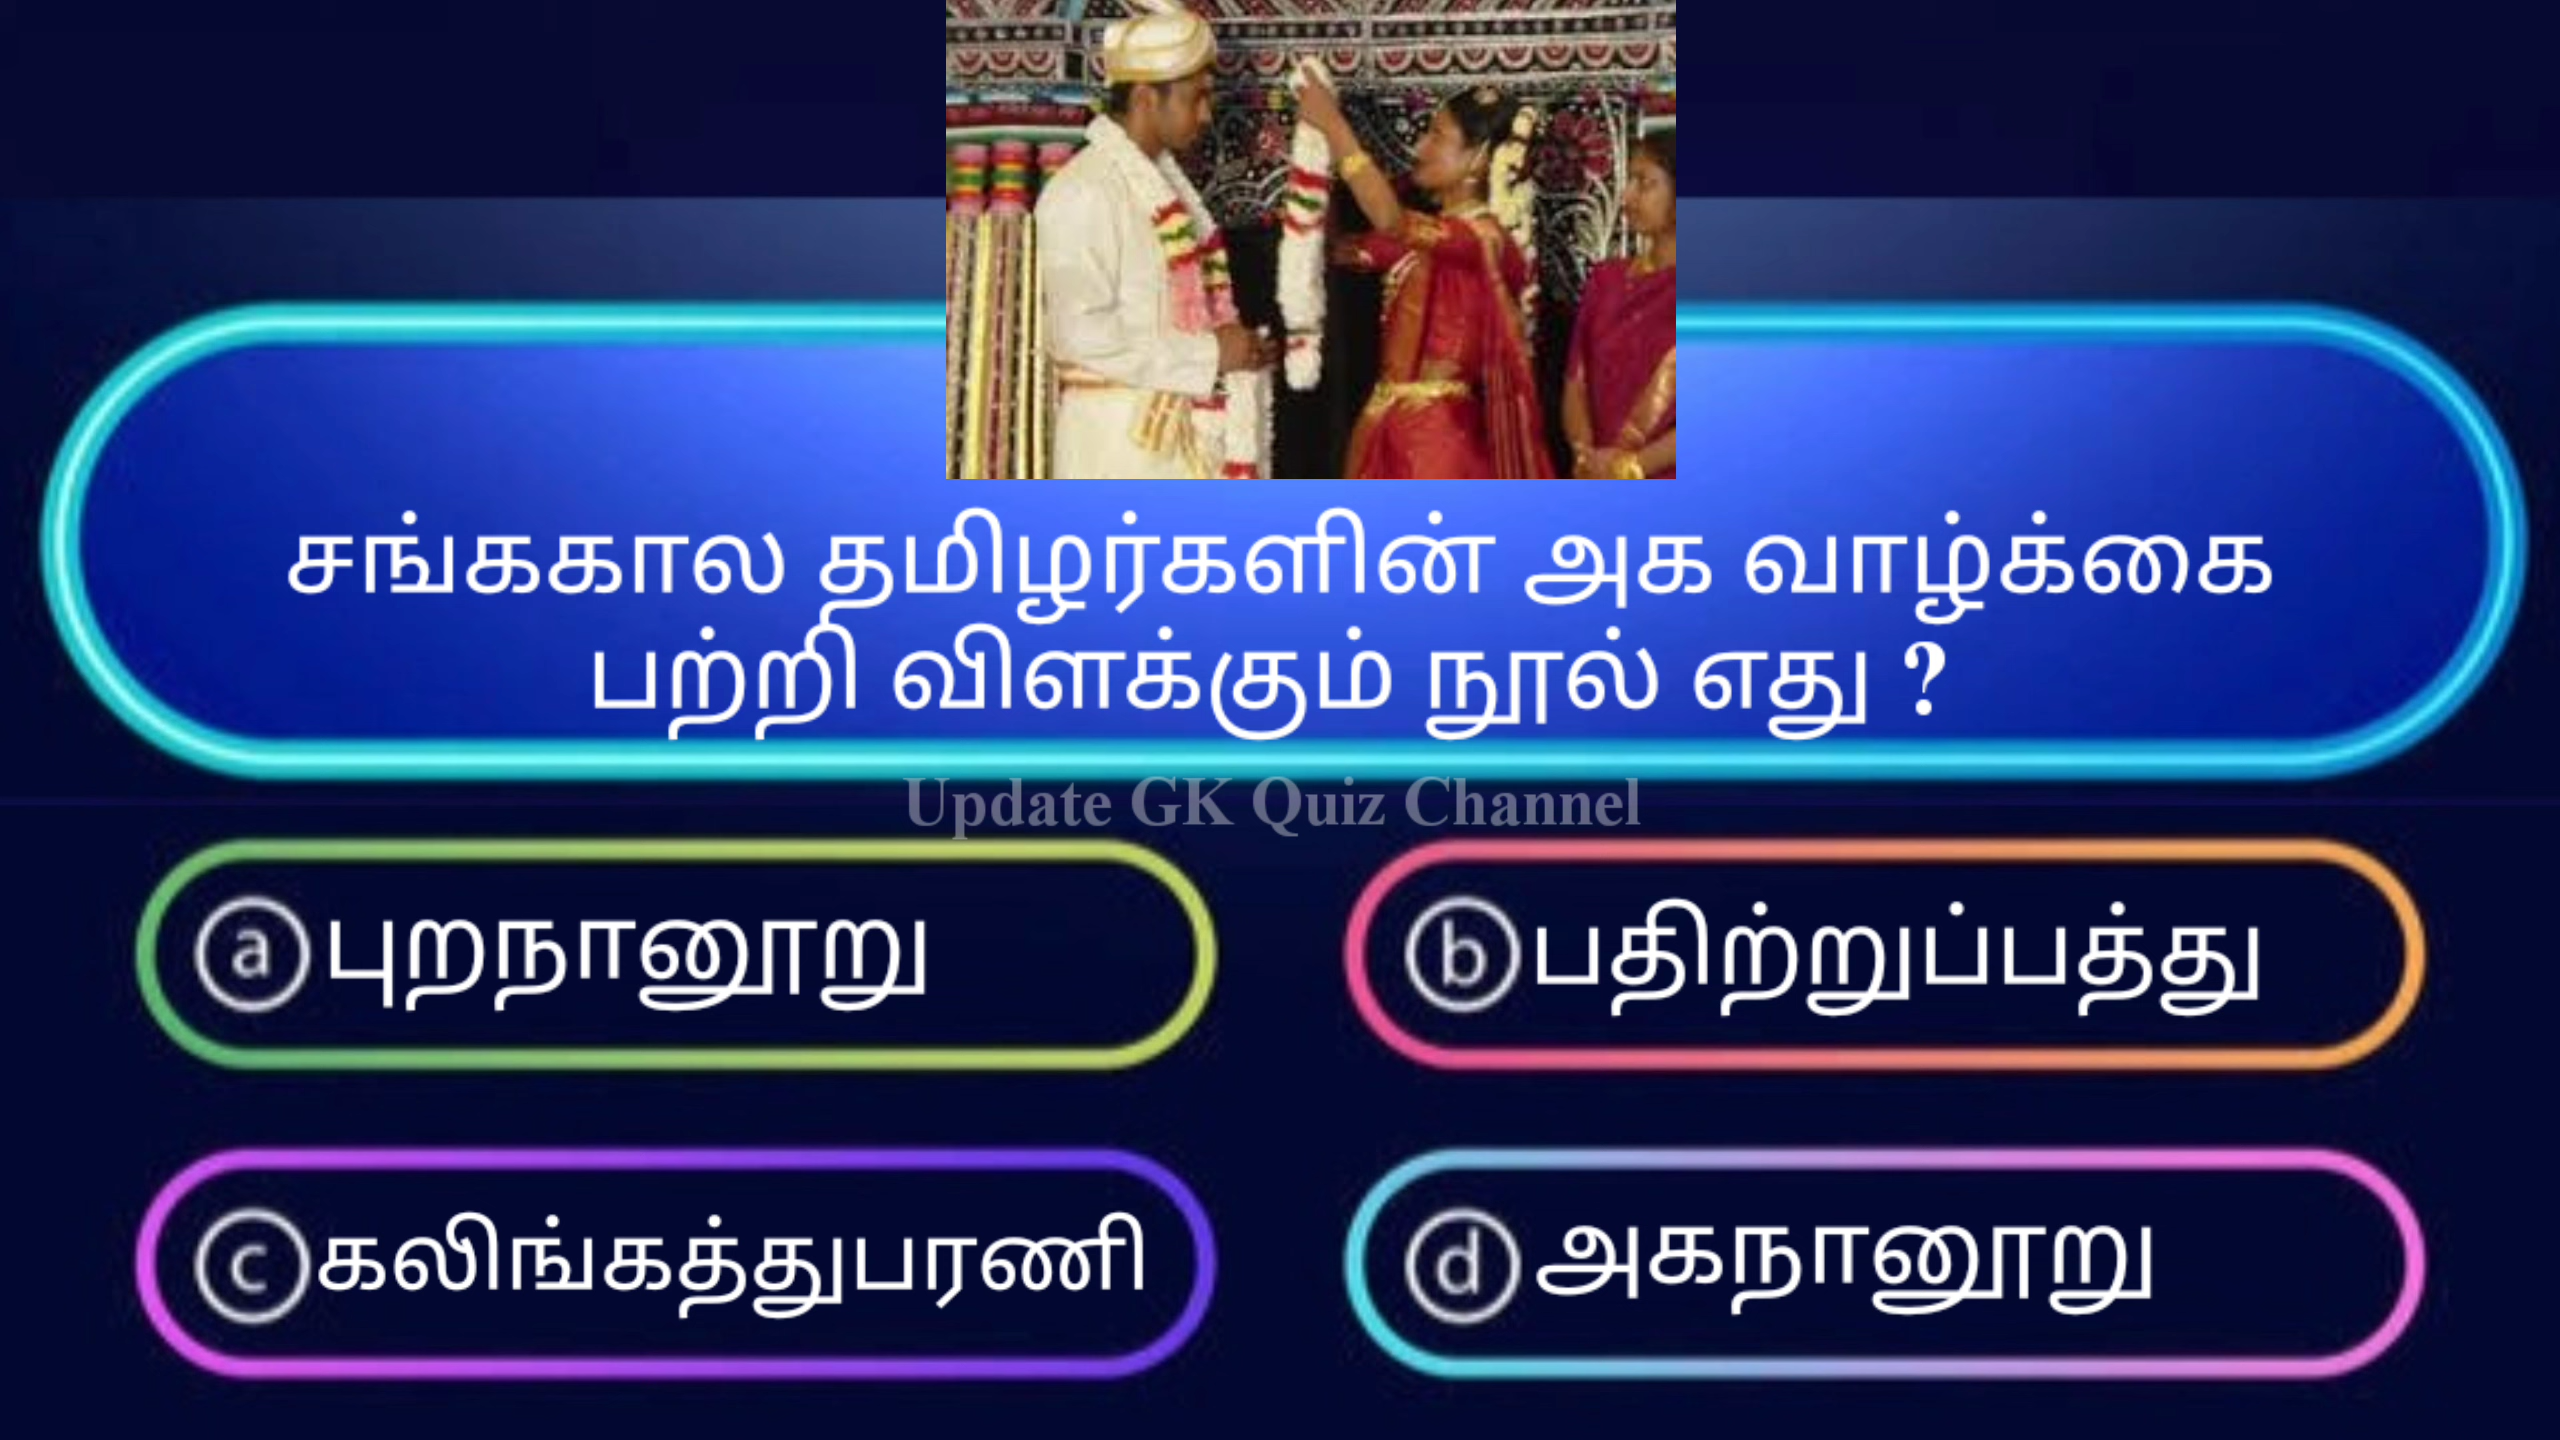 சங்ககால தமிழர்களின் அக வாழ்க்கை
பற்றி விளக்கும் நூல் எது ?
Update GK Quiz Channel
a புறநானூறு
b பதிற்றுப்பத்து
c கலிங்கத்துபரணி
d அகநானூறு